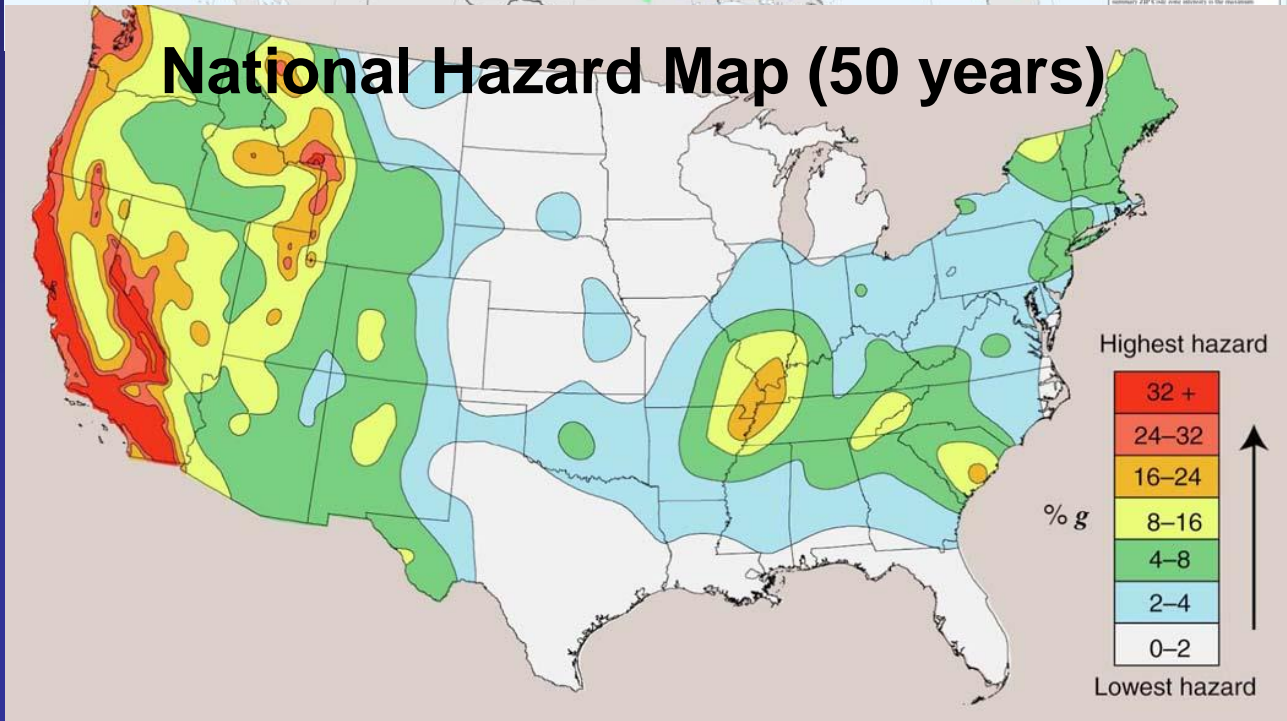 National Hazard Map (50 years)
Highest hazard
32 +
24–32
16–24
% g
8–16
4–8
2–4
0–2
Lowest hazard